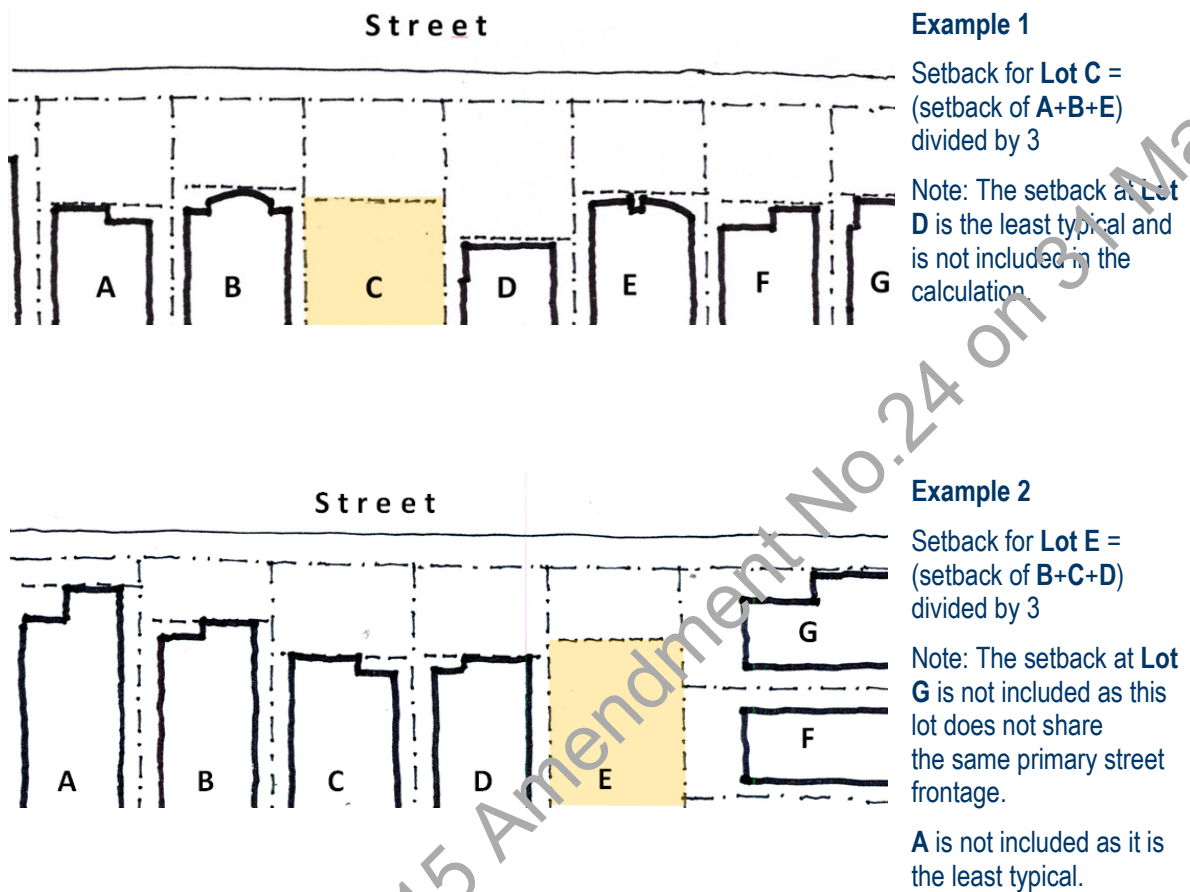 Street
Example 1
Setback for Lot C =
(setback of A+B+E)
divided by 3
Note: The setback at Lot
D is the least typical and
is not included in the
calculation.
A B C D E F G
Street
Example 2
Setback for Lot E =
(setback of B+C+D)
divided by 3
Note: The setback at Lot
G is not included as this
lot does not share
the same primary street
frontage.
A is not included as it is
the least typical.
G
F
A B C D E
15 Amendment No.24 on 31 Ma